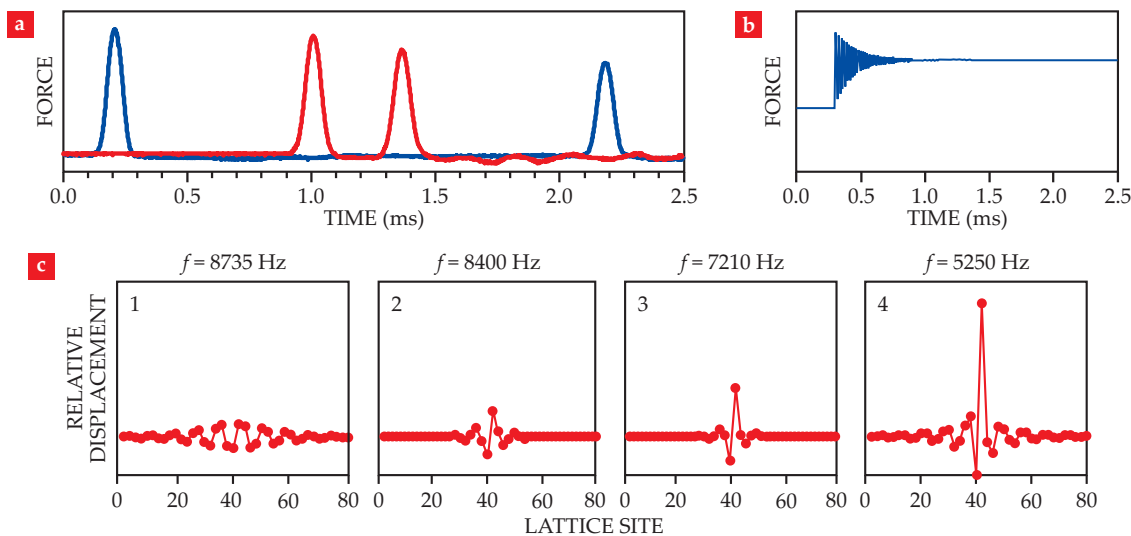 a
FORCE
0.0 0.5 1.0 1.5 2.0 2.5
TIME (ms)
b
FORCE
0.0 0.5 1.0 1.5 2.0 2.5
TIME (ms)
c
f = 8735 Hz
f = 8400 Hz
f = 7210 Hz
f = 5250 Hz
RELATIVE
DISPLACEMENT
1
2
3
4
0 20 40 60 80
0 20 40 60 80
0 20 40 60 80
0 20 40 60 80
LATTICE SITE